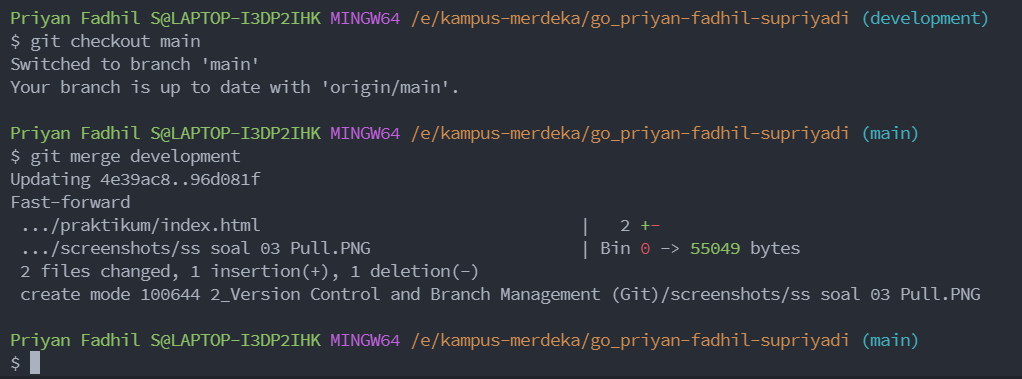 Priyan Fadhil S@LAPTOP-I3DP2IHK MINGW64 /e/kampus-merdeka/go_priyan-fadhil-supriyadi (development)
$ git checkout main
Switched to branch 'main'
Your branch is up to date with 'origin/main'.
Priyan Fadhil S@LAPTOP-I3DP2IHK MINGW64 /e/kampus-merdeka/go_priyan-fadhil-supriyadi (main)
$ git merge development
Updating 4e39ac8..96d081f
Fast-forward
.../praktikum/index.html | 2 +-
.../screenshots/ss soal 03 Pull.PNG | Bin 0 -> 55049 bytes
2 files changed, 1 insertion(+), 1 deletion(-)
create mode 100644 2_Version Control and Branch Management (Git)/screenshots/ss soal 03 Pull.PNG
Priyan Fadhil S@LAPTOP-I3DP2IHK MINGW64 /e/kampus-merdeka/go_priyan-fadhil-supriyadi (main)
$